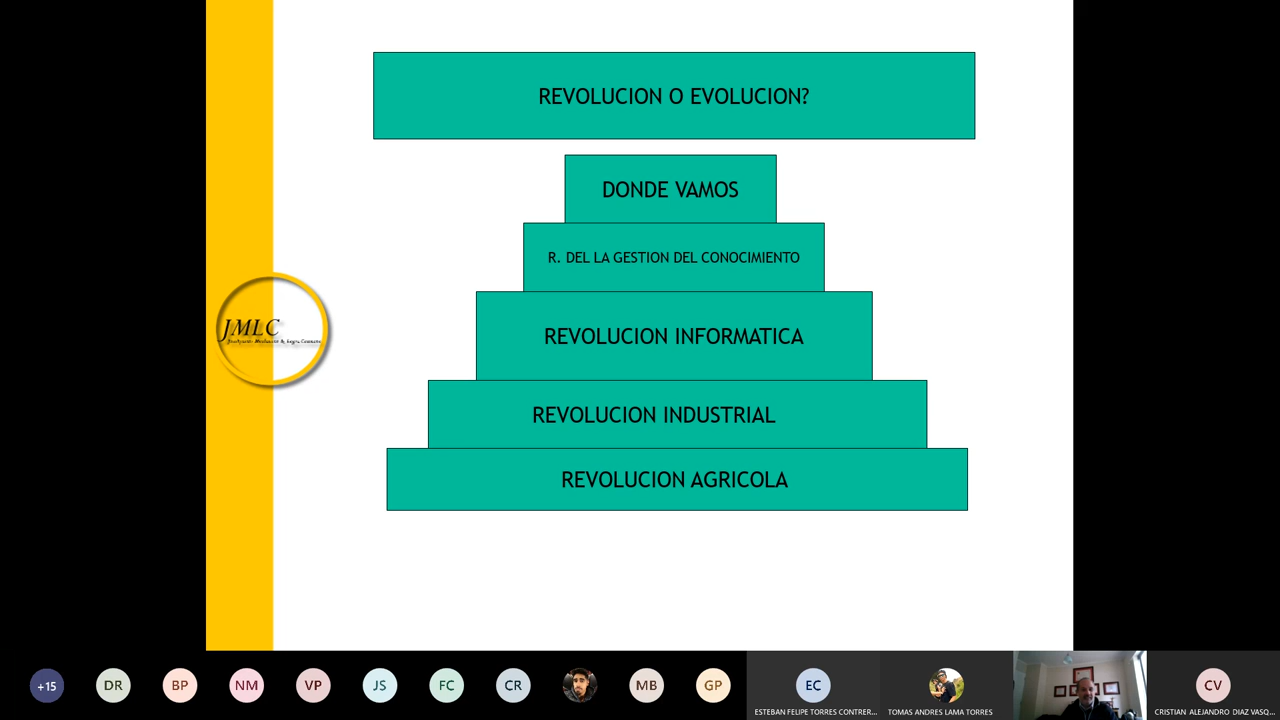 REVOLUCION O EVOLUCION?
DONDE VAMOS
R. DEL LA GESTION DEL CONOCIMIENTO
REVOLUCION INFORMATICA
JMLC
REVOLUCION INDUSTRIAL
REVOLUCION AGRICOLA
+15
DR
BP
NM
VP
JS
FC
CR
MB
GP
EC
CV
ESTEBAN FELIPE TORRES CONTRER...
TOMAS ANDRES LAMA TORRES
CRISTIAN ALEJANDRO DIAZ VASQ...